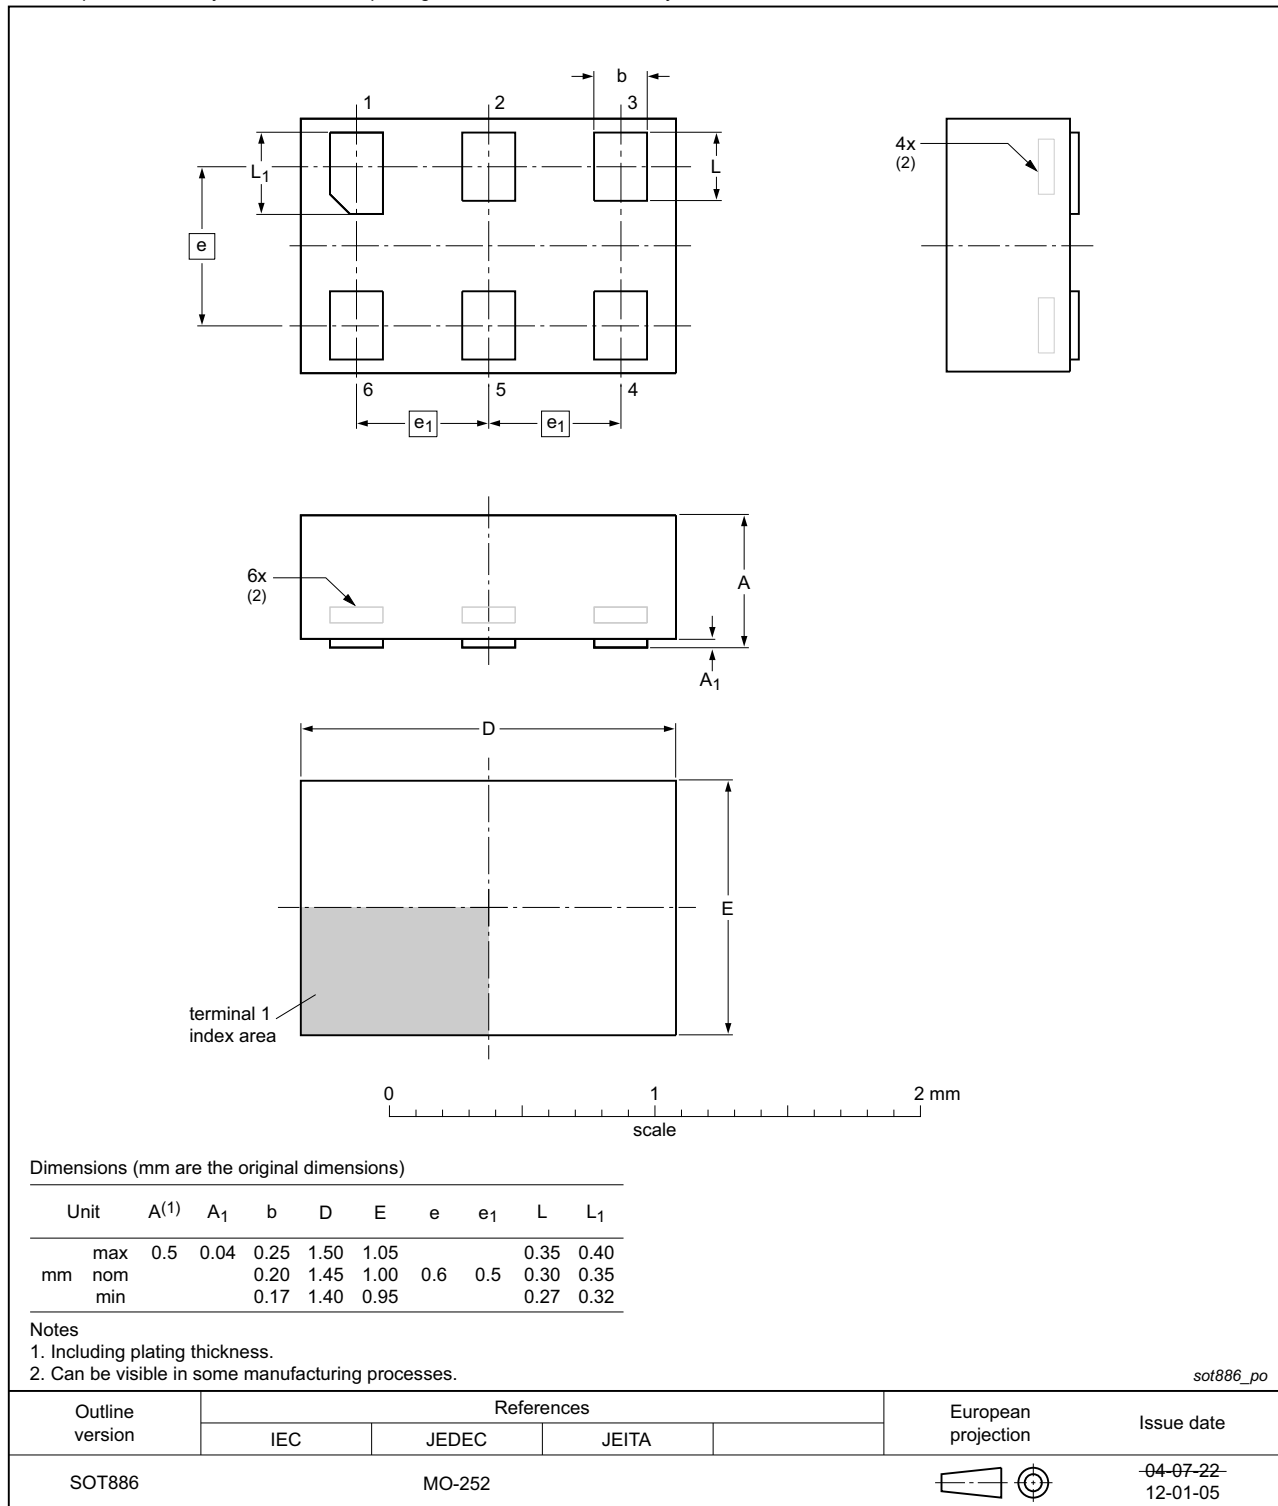 b
1 2 3
L1
L
e
6 5 4
e1 e1
4x
(2)
6x
(2)
A
A1
D
E
terminal 1
index area
0 1 2 mm
scale
Dimensions (mm are the original dimensions)
Unit A(1) A1 b D E e e1 L L1
max 0.5 0.04 0.25 1.50 1.05 0.35 0.40
mm nom 0.20 1.45 1.00 0.6 0.5 0.30 0.35
min 0.17 1.40 0.95 0.27 0.32
Notes
1. Including plating thickness.
2. Can be visible in some manufacturing processes.
sot886_po
Outline
version
References
IEC JEDEC JEITA
European
projection
Issue date
SOT886 MO-252
04-07-22
12-01-05